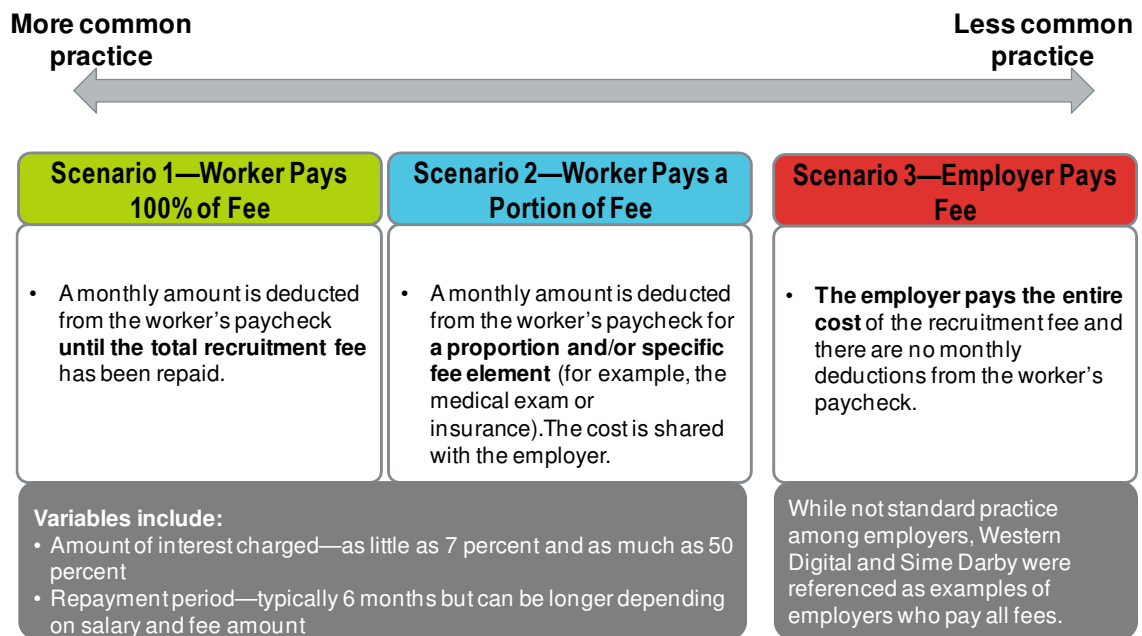 More common
practice
Less common
practice
Scenario 1—Worker Pays
100% of Fee
• A monthly amount is deducted
from the worker's paycheck
until the total recruitment fee
has been repaid.
Scenario 2—Worker Pays a
Portion of Fee
• A monthly amount is deducted
from the worker's paycheck for
a proportion and/or specific
fee element (for example, the
medical exam or
insurance).The cost is shared
with the employer.
Scenario 3—Employer Pays
Fee
• The employer pays the entire
cost of the recruitment fee and
there are no monthly
deductions from the worker's
paycheck.
Variables include:
• Amount of interest charged—as little as 7 percent and as much as 50
percent
• Repayment period—typically 6 months but can be longer depending
on salary and fee amount
While not standard practice
among employers, Western
Digital and Sime Darby were
referenced as examples of
employers who pay all fees.